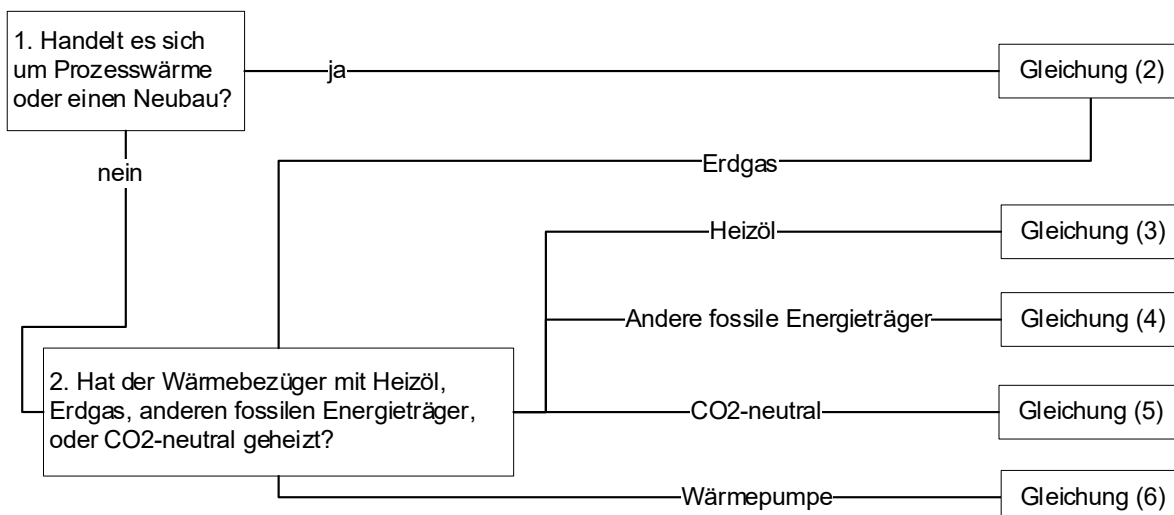 1. Handelt es sich
um Prozesswärme
oder einen Neubau?
ja
Gleichung (2)
nein
Erdgas
Heizöl
Gleichung (3)
Andere fossile Energieträger
Gleichung (4)
2. Hat der Wärmebezüger mit Heizöl,
Erdgas, anderen fossilen Energieträger,
oder CO2-neutral geheizt?
CO2-neutral
Gleichung (5)
Wärmepumpe
Gleichung (6)